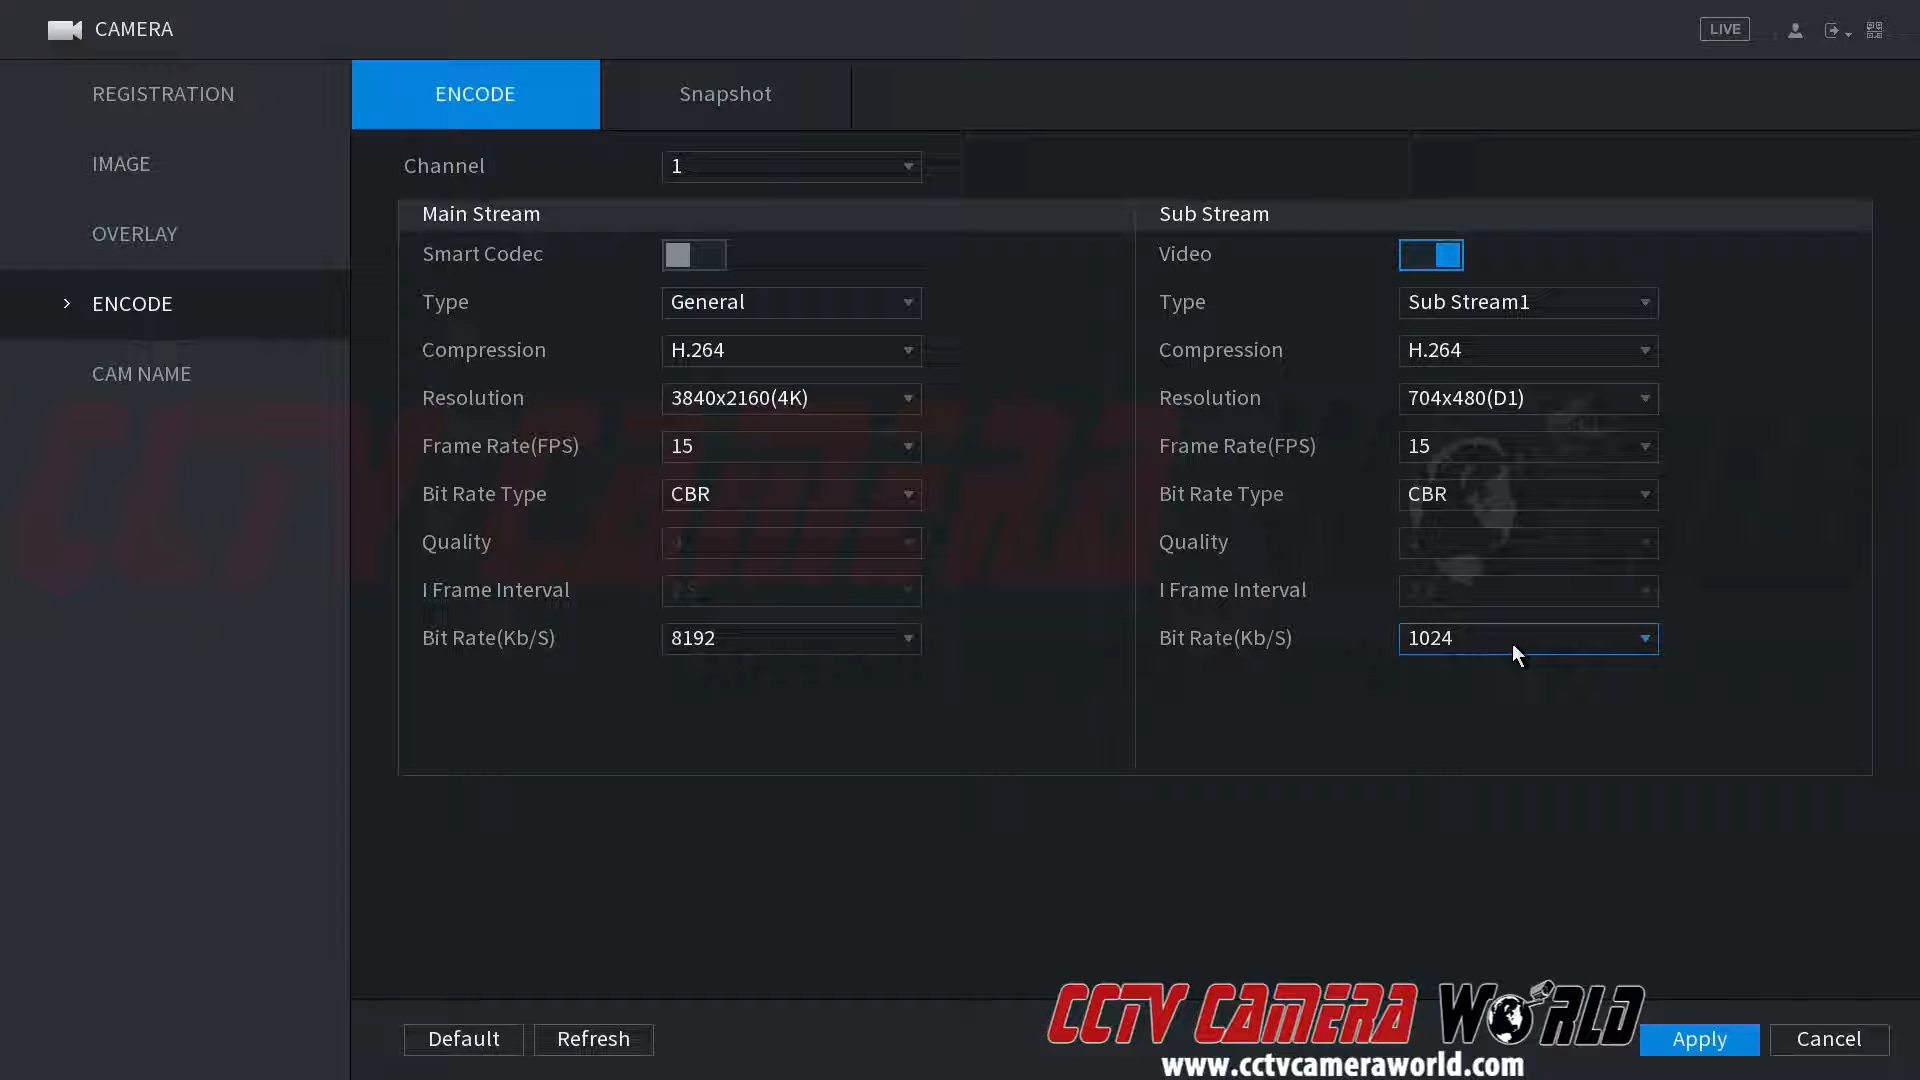 CAMERA
LIVE
REGISTRATION
IMAGE
OVERLAY
ENCODE
CAM NAME
ENCODE
Snapshot
Channel
1
Main Stream
Smart Codec
Type
General
Compression
H.264
Resolution
3840x2160(4K)
Frame Rate(FPS)
15
Bit Rate Type
CBR
Quality
I Frame Interval
Bit Rate(Kb/S)
8192
Sub Stream
Video
Type
Sub Stream1
Compression
H.264
Resolution
704x480(D1)
Frame Rate(FPS)
15
Bit Rate Type
CBR
Quality
I Frame Interval
Bit Rate(Kb/S)
1024
CCTV CAMERA
Default
Refresh
CCTV CAMERA WORLD
www.cctvcameraworld.com
Apply
Cancel